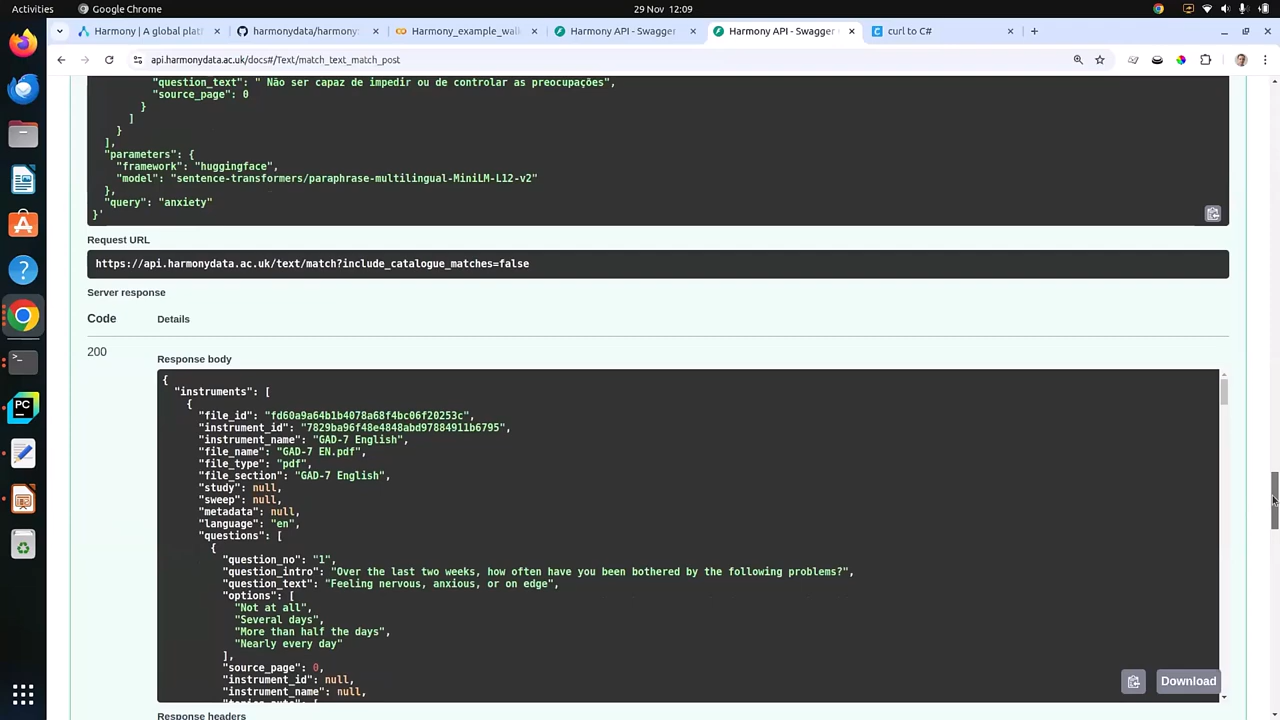 Activities
Google Chrome
29 Nov 12:09
Harmony | A global platf
harmonydata/harmony:
Harmony_example_walk
Harmony API - Swagger
Harmony API - Swagger
curl to C#
api.harmonydata.ac.uk/docs#/Text/match_text_match_post
"question_text": " Não ser capaz de impedir ou de controlar as preocupações",
"source_page": 0
}
]
}
],
"parameters": {
"framework": "huggingface",
"model": "sentence-transformers/paraphrase-multilingual-MiniLM-L12-v2"
},
"query": "anxiety"
}'
Request URL
https://api.harmonydata.ac.uk/text/match?include_catalogue_matches=false
Server response
Code Details
200
Response body
{
"instruments": [
{
"file_id": "fd60a9a64b1b4078a68f4bc06f20253c",
"instrument_id": "7829ba96f48e4848abd97884911b6795",
"instrument_name": "GAD-7 English",
"file_name": "GAD-7 EN.pdf",
"file_type": "pdf",
"file_section": "GAD-7 English",
"study": null,
"sweep": null,
"metadata": null,
"language": "en",
"questions": [
{
"question_no": "1",
"question_intro": "Over the last two weeks, how often have you been bothered by the following problems?",
"question_text": "Feeling nervous, anxious, or on edge",
"options": [
"Not at all",
"Several days",
"More than half the days",
"Nearly every day"
],
"source_page": 0,
"instrument_id": null,
"instrument_name": null,
Download
Response headers